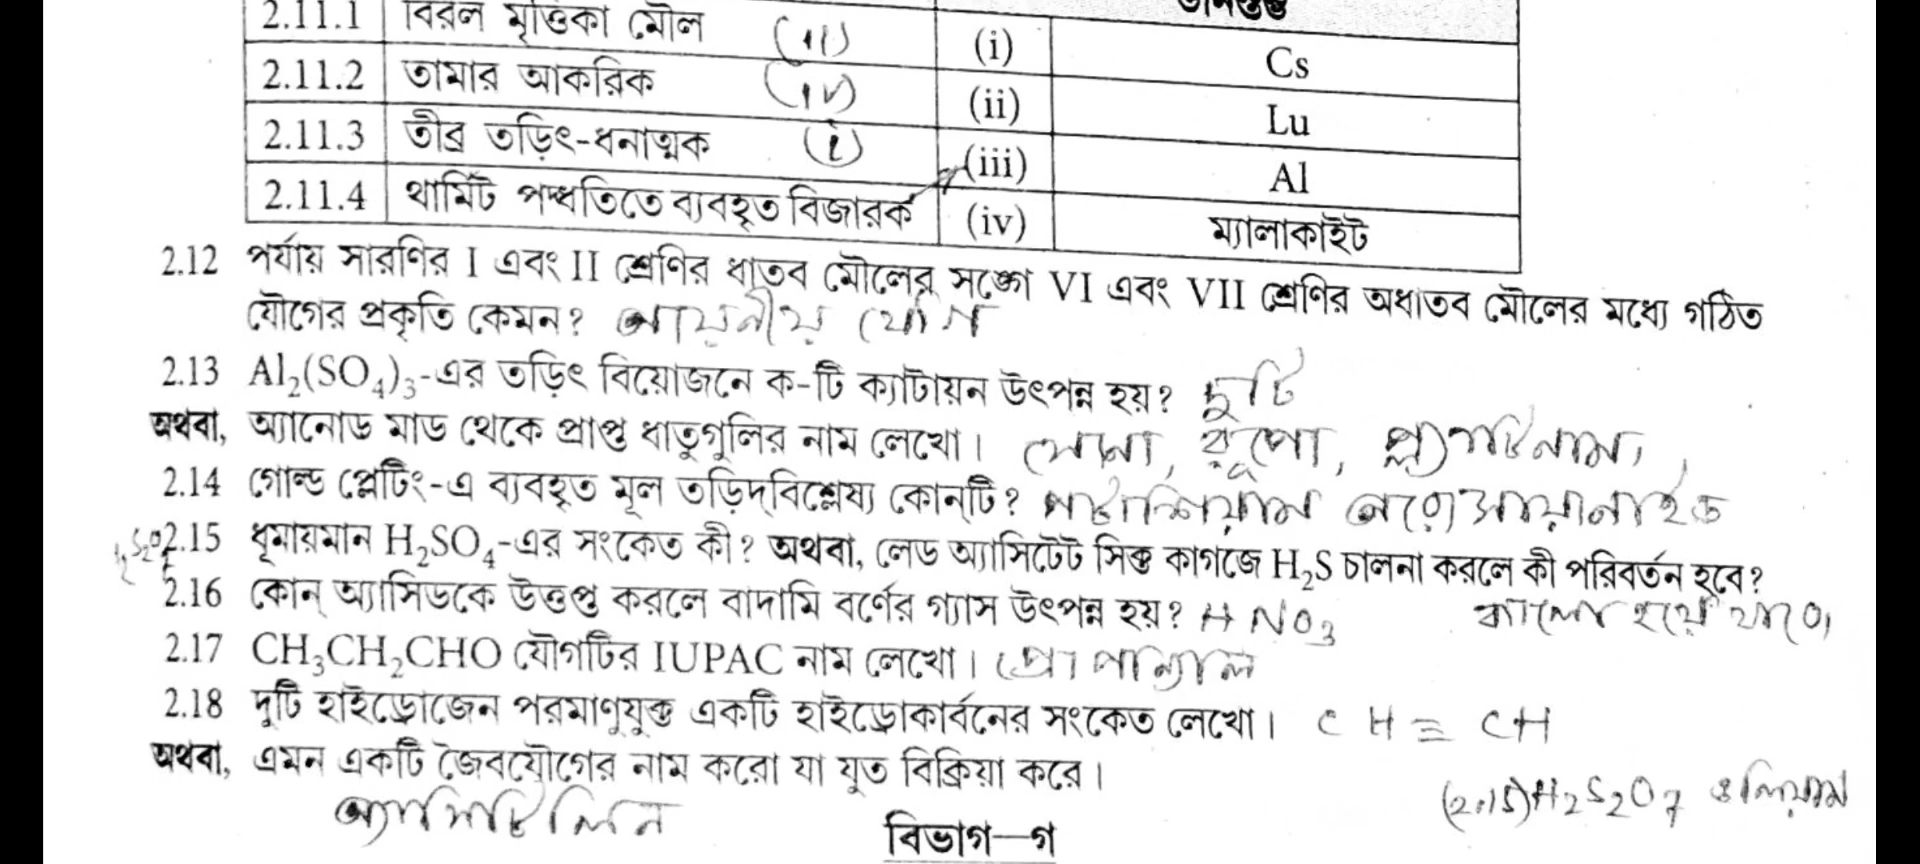 2.11.1 বিরল মৃত্তিকা মৌল (ii) (i) Cs
2.11.2 তামার আকরিক (iv) (ii) Lu
2.11.3 তীব্র তড়িৎ-ধনাত্মক (i) (iii) Al
2.11.4 থার্মিট পদ্ধতিতে ব্যবহৃত বিজারক (iv) ম্যালাকাইট
2.12 পর্যায় সারণির I এবং II শ্রেণির ধাতব মৌলের সঙ্গে VI এবং VII শ্রেণির অধাতব মৌলের মধ্যে গঠিত
যৌগের প্রকৃতি কেমন? আয়নীয় যৌগ
2.13 Al₂(SO₄)₃-এর তড়িৎ বিয়োজনে ক-টি ক্যাটায়ন উৎপন্ন হয়? দুটি
অথবা, অ্যানোড মাড থেকে প্রাপ্ত ধাতুগুলির নাম লেখো। সোনা, রূপো, প্ল্যাটিনাম,
2.14 গোল্ড প্লেটিং-এ ব্যবহৃত মূল তড়িদ্‌বিশ্লেষ্য কোন্‌টি? পটাশিয়াম অরোসায়ানাইড
2.15 ধূমায়মান H₂SO₄-এর সংকেত কী? অথবা, লেড অ্যাসিটেট সিক্ত কাগজে H₂S চালনা করলে কী পরিবর্তন হবে?
H₂S₂O₇
2.16 কোন্ অ্যাসিডকে উত্তপ্ত করলে বাদামি বর্ণের গ্যাস উৎপন্ন হয়? HNO₃ কালো হয়ে যাবে।
2.17 CH₃CH₂CHO যৌগটির IUPAC নাম লেখো। প্রোপান্যাল
2.18 দুটি হাইড্রোজেন পরমাণুযুক্ত একটি হাইড্রোকার্বনের সংকেত লেখো। CH ≡ CH
অথবা, এমন একটি জৈবযৌগের নাম করো যা যুত বিক্রিয়া করে।
অ্যাসিটিলিন (2.15) H₂S₂O₇ ওলিয়াম
বিভাগ—গ